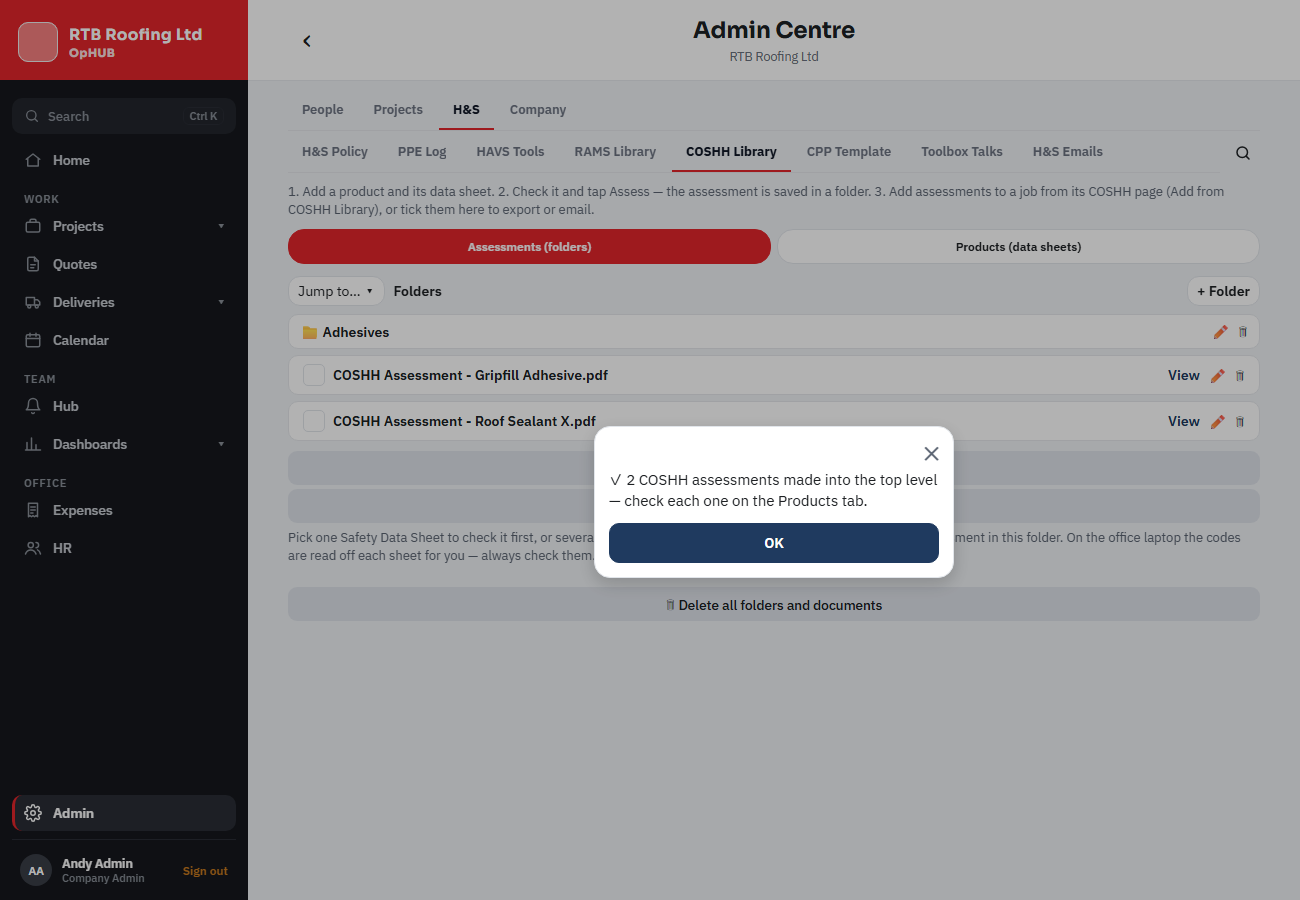 RTB Roofing Ltd
OpHUB
Search
Ctrl K
Home
WORK
Projects
Quotes
Deliveries
Calendar
TEAM
Hub
Dashboards
OFFICE
Expenses
HR
Admin
AA
Andy Admin
Company Admin
Sign out
Admin Centre
RTB Roofing Ltd
People
Projects
H&S
Company
H&S Policy
PPE Log
HAVS Tools
RAMS Library
COSHH Library
CPP Template
Toolbox Talks
H&S Emails
1. Add a product and its data sheet. 2. Check it and tap Assess — the assessment is saved in a folder. 3. Add assessments to a job from its COSHH page (Add from
COSHH Library), or tick them here to export or email.
Assessments (folders)
Products (data sheets)
Jump to...
Folders
+ Folder
Adhesives
COSHH Assessment - Gripfill Adhesive.pdf
View
COSHH Assessment - Roof Sealant X.pdf
View
✓ 2 COSHH assessments made into the top level
— check each one on the Products tab.
OK
Pick one Safety Data Sheet to check it first, or in this folder. On the office laptop the codes
are read off each sheet for you — always check them.
Delete all folders and documents